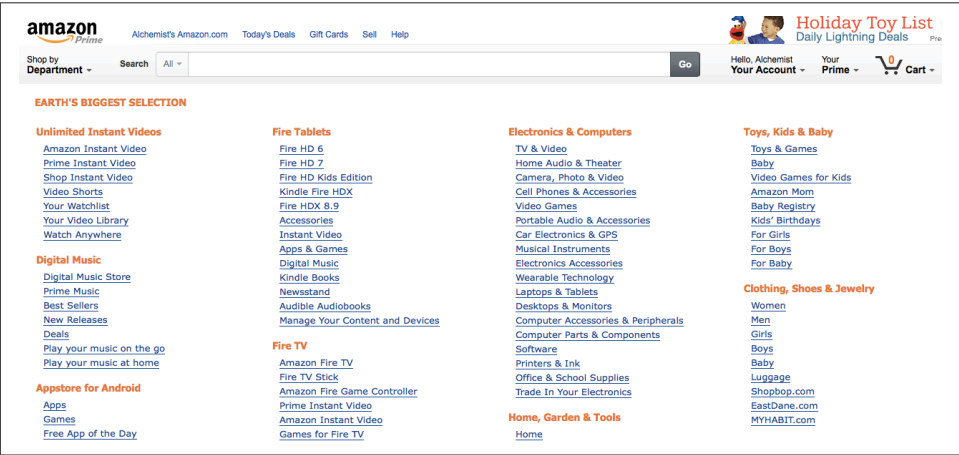 amazon
Prime
Alchemist's Amazon.com Today's Deals Gift Cards Sell Help
Holiday Toy List
Daily Lightning Deals
Shop by
Department
Search All Go
Hello, Alchemist
Your Account
Your
Prime
0
Cart
EARTH'S BIGGEST SELECTION
Unlimited Instant Videos
Amazon Instant Video
Prime Instant Video
Shop Instant Video
Video Shorts
Your Watchlist
Your Video Library
Watch Anywhere
Digital Music
Digital Music Store
Prime Music
Best Sellers
New Releases
Deals
Play your music on the go
Play your music at home
Appstore for Android
Apps
Games
Free App of the Day
Fire Tablets
Fire HD 6
Fire HD 7
Fire HD Kids Edition
Kindle Fire HDX
Fire HDX 8.9
Accessories
Instant Video
Apps & Games
Digital Music
Kindle Books
Newsstand
Audible Audiobooks
Manage Your Content and Devices
Fire TV
Amazon Fire TV
Fire TV Stick
Amazon Fire Game Controller
Prime Instant Video
Amazon Instant Video
Games for Fire TV
Electronics & Computers
TV & Video
Home Audio & Theater
Camera, Photo & Video
Cell Phones & Accessories
Video Games
Portable Audio & Accessories
Car Electronics & GPS
Musical Instruments
Electronics Accessories
Wearable Technology
Laptops & Tablets
Desktops & Monitors
Computer Accessories & Peripherals
Computer Parts & Components
Software
Printers & Ink
Office & School Supplies
Trade In Your Electronics
Home, Garden & Tools
Home
Toys, Kids & Baby
Toys & Games
Baby
Video Games for Kids
Amazon Mom
Baby Registry
Kids' Birthdays
For Girls
For Boys
For Baby
Clothing, Shoes & Jewelry
Women
Men
Girls
Boys
Baby
Luggage
Shopbop.com
EastDane.com
MYHABIT.com